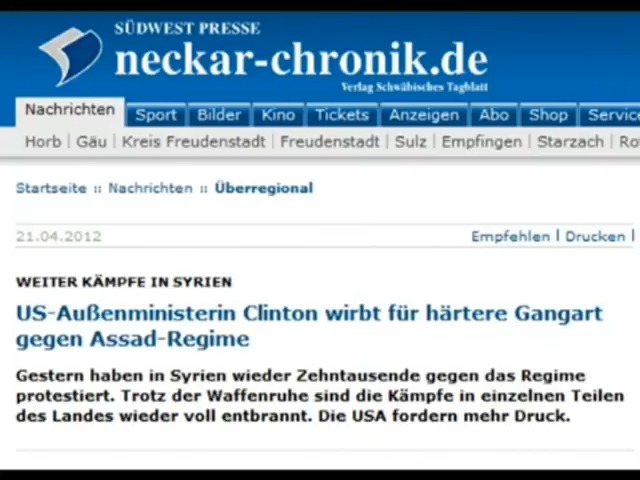 SÜDWEST PRESSE
neckar-chronik.de
Verlag Schwäbisches Tagblatt
Nachrichten Sport Bilder Kino Tickets Anzeigen Abo Shop Service
Horb | Gäu | Kreis Freudenstadt | Freudenstadt | Sulz | Empfingen | Starzach |
Startseite :: Nachrichten :: Überregional
21.04.2012 Empfehlen | Drucken |
WEITER KÄMPFE IN SYRIEN
US-Außenministerin Clinton wirbt für härtere Gangart
gegen Assad-Regime
Gestern haben in Syrien wieder Zehntausende gegen das Regime
protestiert. Trotz der Waffenruhe sind die Kämpfe in einzelnen Teilen
des Landes wieder voll entbrannt. Die USA fordern mehr Druck.